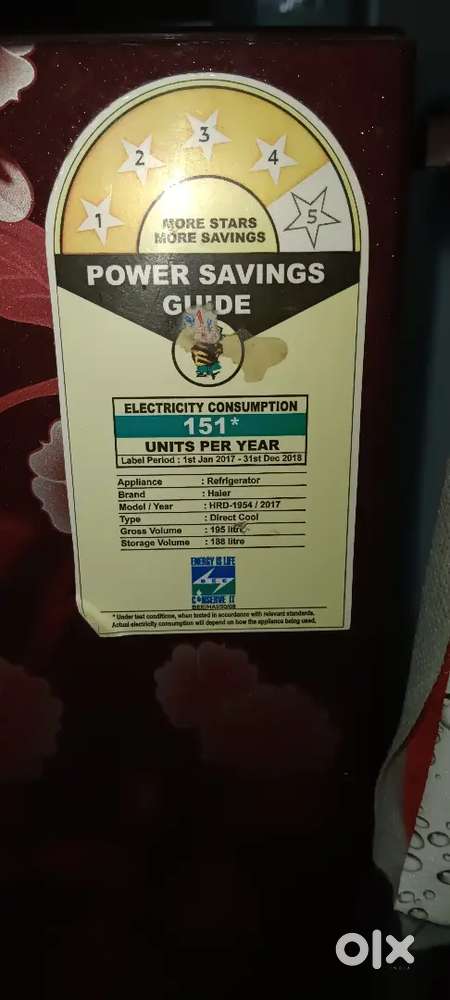 1
2
3
4
5
MORE STARS
MORE SAVINGS
POWER SAVINGS
GUIDE
ELECTRICITY CONSUMPTION
151*
UNITS PER YEAR
Label Period : 1st Jan 2017 - 31st Dec 2018
Appliance : Refrigerator
Brand : Haier
Model / Year : HRD-1954 / 2017
Type : Direct Cool
Gross Volume : 195 litre
Storage Volume : 188 litre
ENERGY IS LIFE
BEE
CONSERVE IT
* Under test conditions, when tested in accordance with relevant standards.
Actual electricity consumption will depend on how the appliance being used.
olx